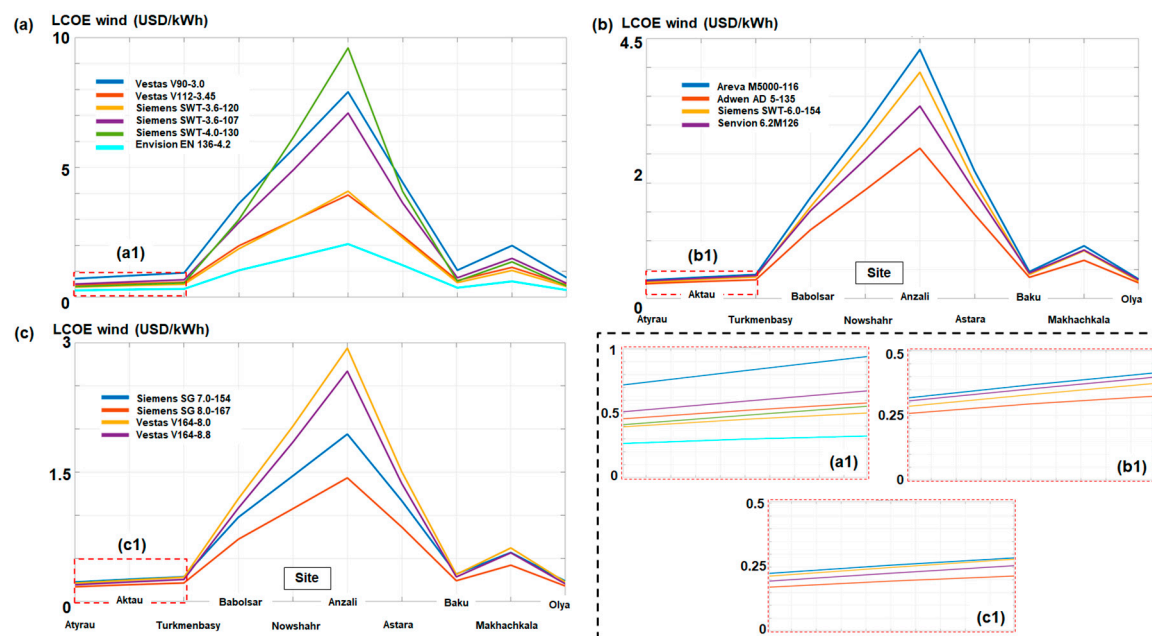 (a)
LCOE wind (USD/kWh)
10
5
0
Vestas V90-3.0
Vestas V112-3.45
Siemens SWT-3.6-120
Siemens SWT-3.6-107
Siemens SWT-4.0-130
Envision EN 136-4.2
(a1)
(b)
LCOE wind (USD/kWh)
4.5
2
0
Areva M5000-116
Adwen AD 5-135
Siemens SWT-6.0-154
Senvion 6.2M126
(b1)
Site
Aktau Babolsar Anzali Baku Olya
Atyrau Turkmenbasy Nowshahr Astara Makhachkala
(c)
LCOE wind (USD/kWh)
3
1.5
0
Siemens SG 7.0-154
Siemens SG 8.0-167
Vestas V164-8.0
Vestas V164-8.8
(c1)
Site
Aktau Babolsar Anzali Baku Olya
Atyrau Turkmenbasy Nowshahr Astara Makhachkala
1
0.5
0
(a1)
0.5
0.25
0
(b1)
0.5
0.25
0
(c1)